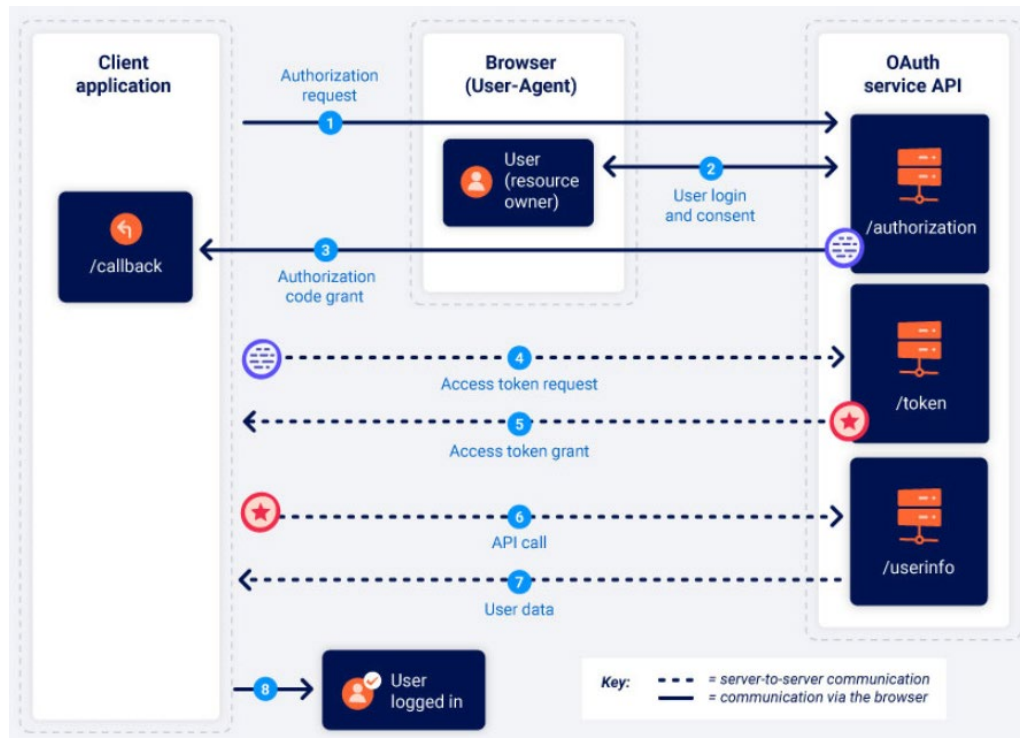 Client
application
Browser
(User-Agent)
OAuth
service API
Authorization
request
1
User
(resource
owner)
2
User login
and consent
/authorization
/callback
3
Authorization
code grant
4
Access token request
/token
5
Access token grant
6
API call
/userinfo
7
User data
8
User
logged in
Key:
= server-to-server communication
= communication via the browser